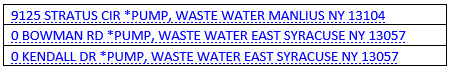 9125 STRATUS CIR *PUMP, WASTE WATER MANLIUS NY 13104
0 BOWMAN RD *PUMP, WASTE WATER EAST SYRACUSE NY 13057
0 KENDALL DR *PUMP, WASTE WATER EAST SYRACUSE NY 13057